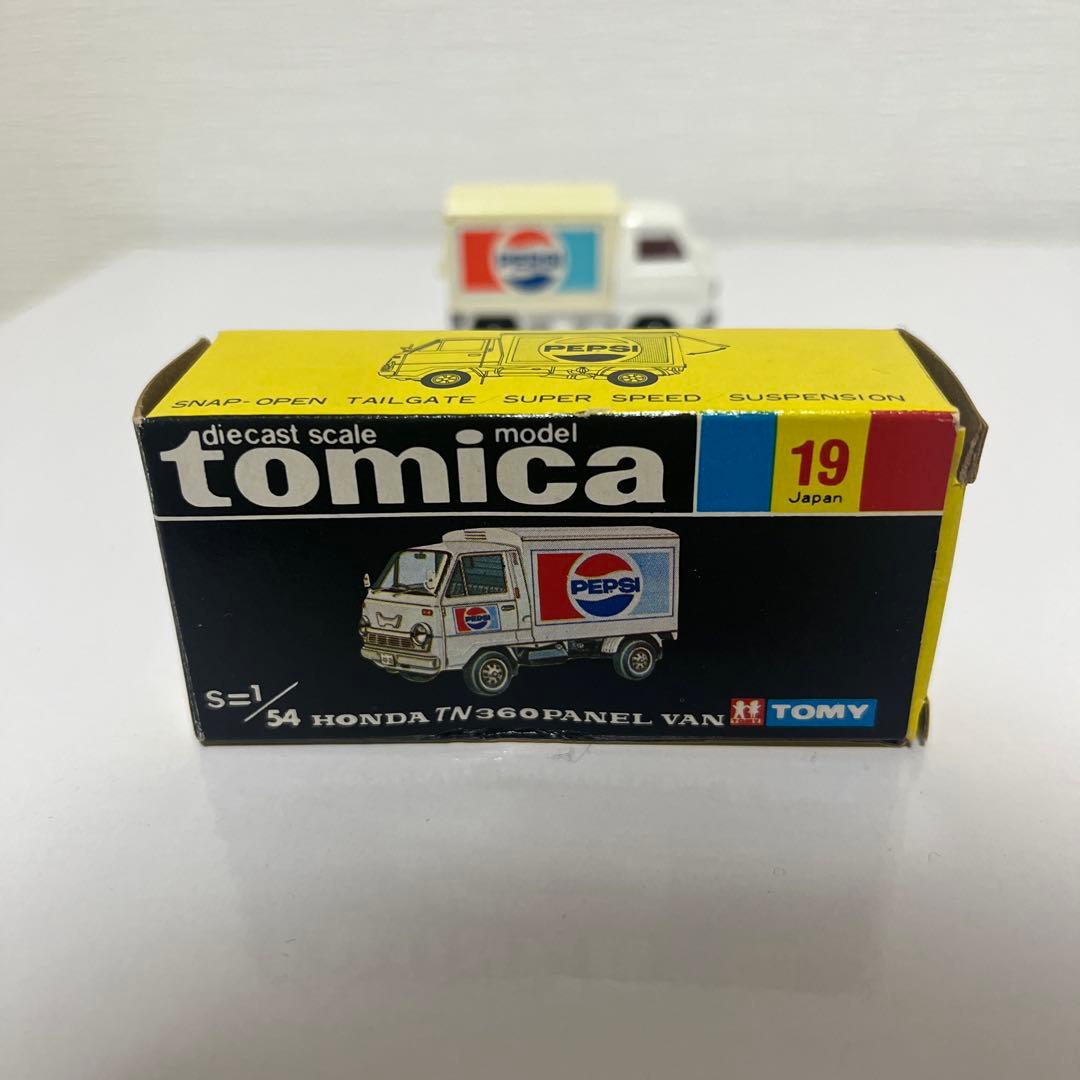 PEPSI
PEPSI
SNAP-OPEN TAILGATE / SUPER SPEED / SUSPENSION
diecast scale model
tomica
19
Japan
PEPSI
PEPSI
S=1/54 HONDA TN360 PANEL VAN
TOMY